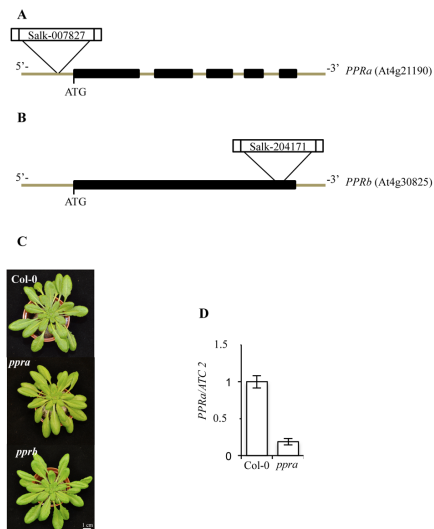 A
Salk-007827
5’- -3’ PPRa (At4g21190)
ATG
B
Salk-204171
5’- -3’ PPRb (At4g30825)
ATG
C
Col-0
ppra
pprb
1 cm
D
PPRa/ATC 2
1.5
1
0.5
0
Col-0 ppra